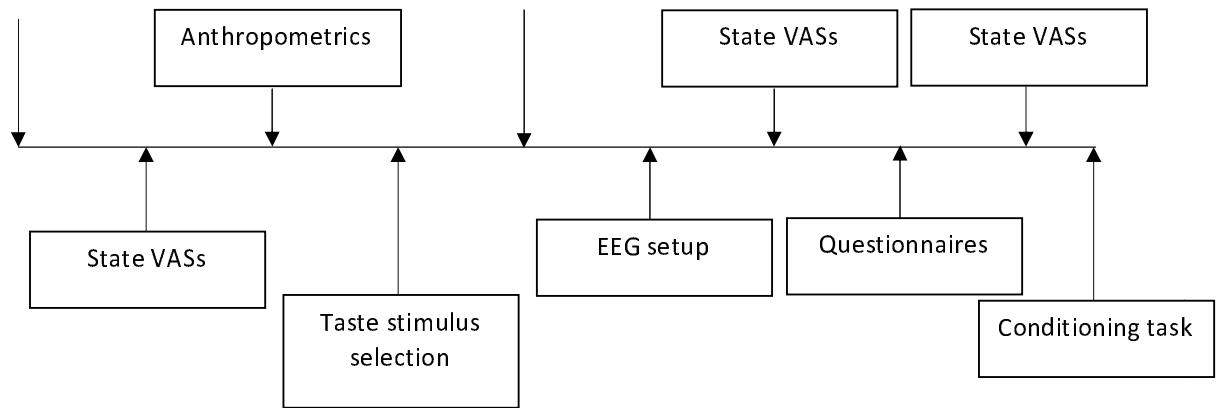 Anthropometrics
State VASs
State VASs
State VASs
EEG setup
Questionnaires
Taste stimulus
selection
Conditioning task